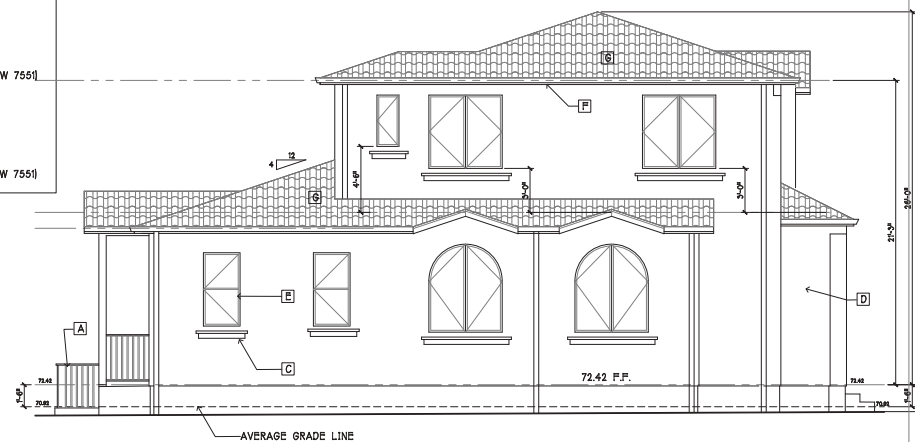 W 7551)
W 7551)
G
F
12
4
G
4'-6"
3'-0"
3'-0"
21'-3"
26'-0"
E
D
A
C
72.42 F.F.
72.42
72.42
1'-6"
70.92
70.92
1'-6"
AVERAGE GRADE LINE